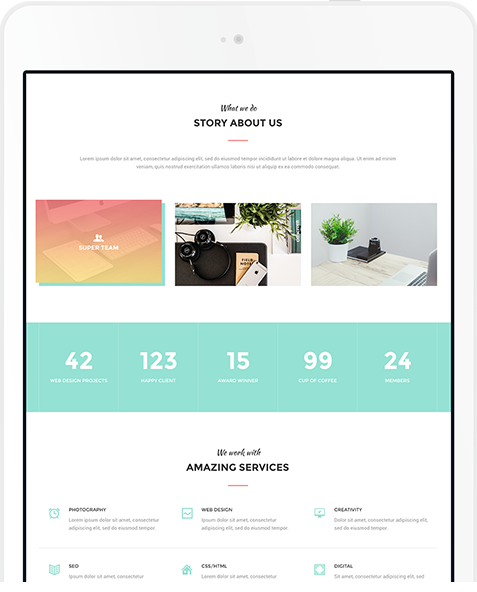 What we do
STORY ABOUT US
Lorem ipsum dolor sit amet, consectetur adipiscing elit, sed do eiusmod tempor incididunt ut labore et dolore magna aliqua. Ut enim ad minim
veniam, quis nostrud exercitation ullamco laboris nisi ut aliquip ex ea commodo consequat.
SUPER TEAM
FIELD NOTES
42
WEB DESIGN PROJECTS
123
HAPPY CLIENT
15
AWARD WINNER
99
CUP OF COFFEE
24
MEMBERS
We work with
AMAZING SERVICES
PHOTOGRAPHY
Lorem ipsum dolor sit amet, consectetur
adipiscing elit, sed do eiusmod tempor.
WEB DESIGN
Lorem ipsum dolor sit amet, consectetur
adipiscing elit, sed do eiusmod tempor.
CREATIVITY
Lorem ipsum dolor sit amet, consectetur
adipiscing elit, sed do eiusmod tempor.
SEO
Ipsum dolor sit amet, consectetur
CSS/HTML
Lorem ipsum dolor sit amet, consectetur
DIGITAL
Sit amet, consectetur adipiscing elit, sed